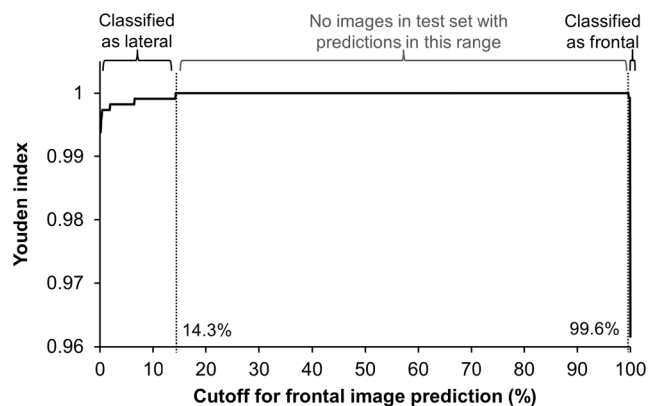 Classified
as lateral
No images in test set with
predictions in this range
Classified
as frontal
Youden index
1
0.99
0.98
0.97
0.96
14.3%
99.6%
0 10 20 30 40 50 60 70 80 90 100
Cutoff for frontal image prediction (%)